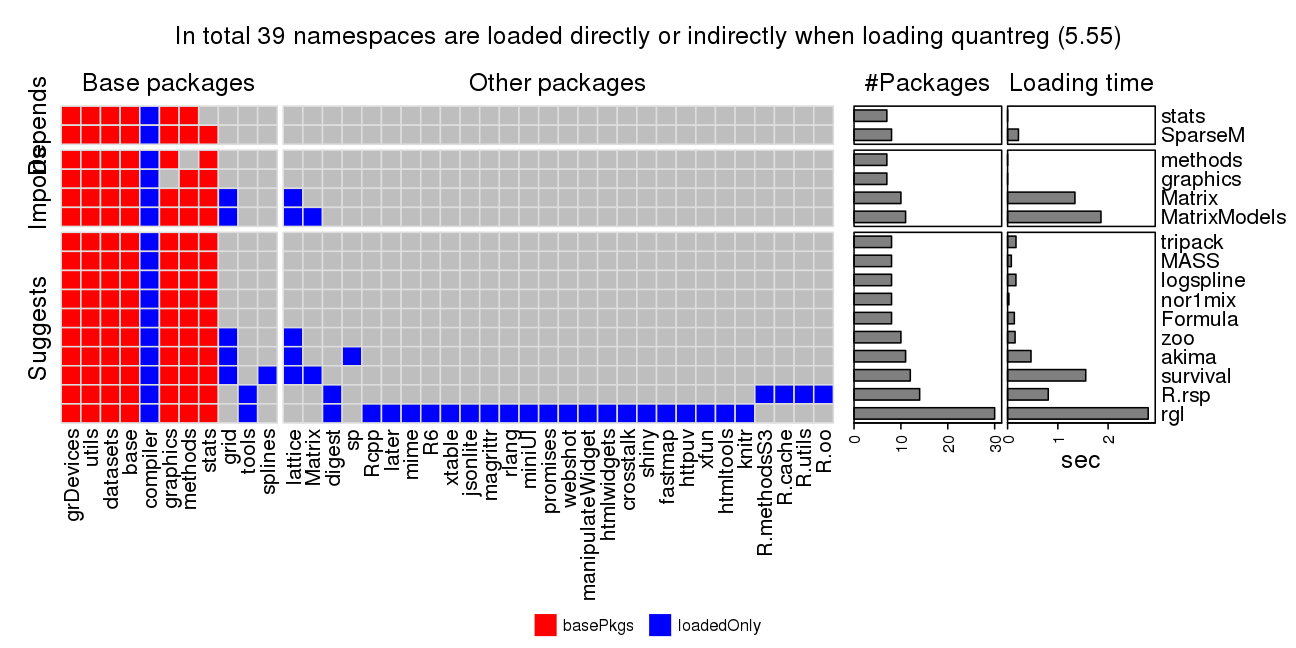 In total 39 namespaces are loaded directly or indirectly when loading quantreg (5.55)
Base packages
Other packages
#Packages
Loading time
Depends
Imports
Suggests
stats
SparseM
methods
graphics
Matrix
MatrixModels
tripack
MASS
logspline
nor1mix
Formula
zoo
akima
survival
R.rsp
rgl
grDevices
utils
datasets
base
compiler
graphics
methods
stats
grid
tools
splines
lattice
Matrix
digest
sp
Rcpp
later
mime
R6
xtable
jsonlite
magrittr
rlang
miniUI
promises
webshot
manipulateWidget
htmlwidgets
crosstalk
shiny
fastmap
httpuv
xfun
htmltools
knitr
R.methodsS3
R.cache
R.utils
R.oo
0
10
20
30
0
1
2
sec
basePkgs
loadedOnly